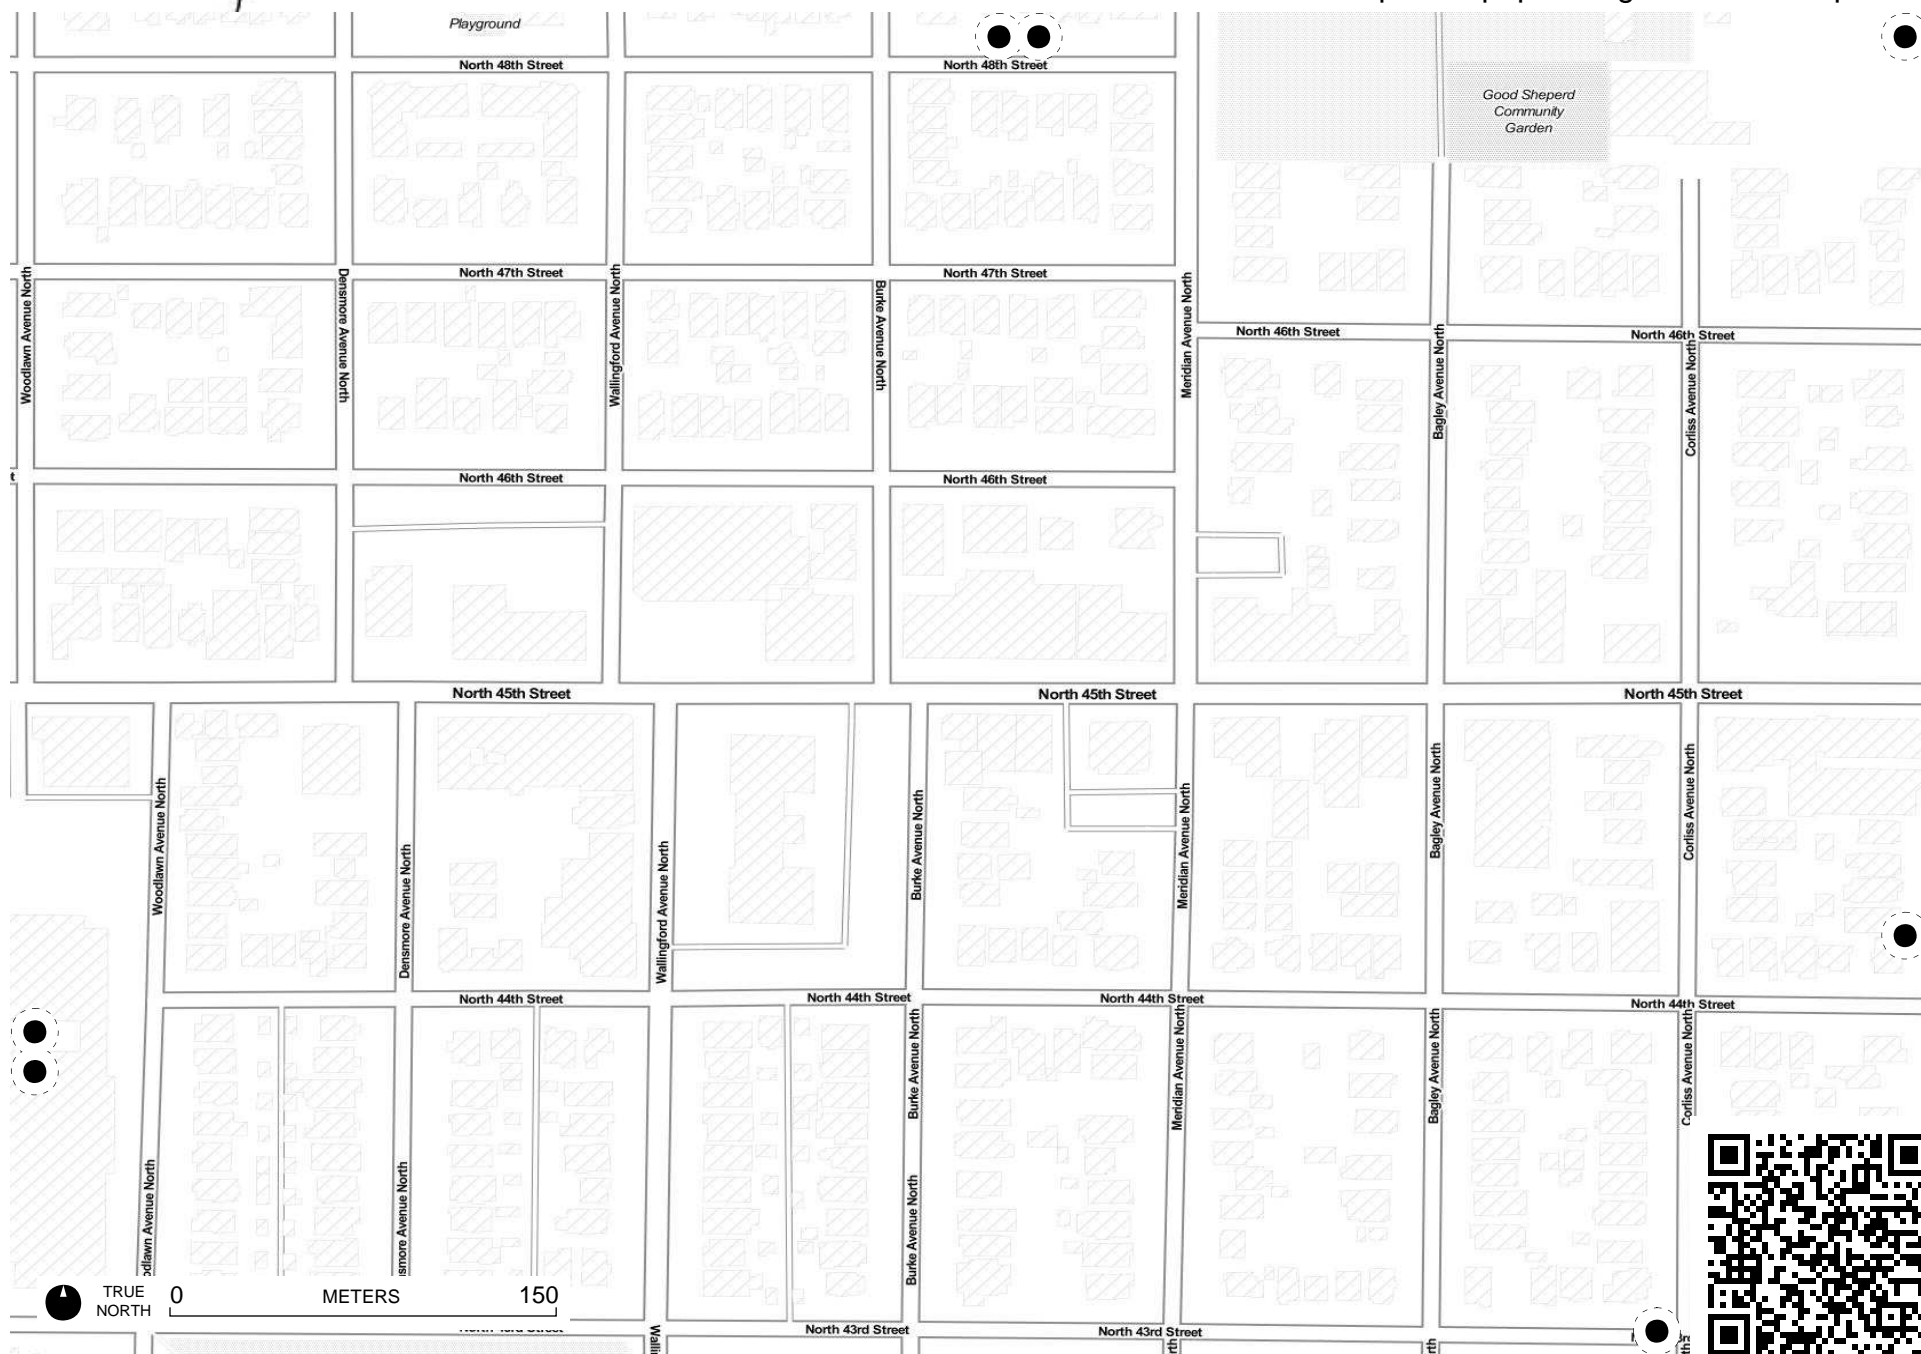 Playground
North 48th Street
North 48th Street
Good Sheperd
Community
Garden
North 47th Street
North 47th Street
Woodlawn Avenue North
Densmore Avenue North
Wallingford Avenue North
Burke Avenue North
Meridian Avenue North
North 46th Street
North 46th Street
Bagley Avenue North
Corliss Avenue North
North 46th Street
North 46th Street
North 45th Street
North 45th Street
North 45th Street
Woodlawn Avenue North
Densmore Avenue North
Wallingford Avenue North
Burke Avenue North
Meridian Avenue North
Bagley Avenue North
Corliss Avenue North
North 44th Street
North 44th Street
North 44th Street
North 44th Street
Burke Avenue North
Meridian Avenue North
Bagley Avenue North
Corliss Avenue North
odlawn Avenue North
smore Avenue North
Burke Avenue North
TRUE
NORTH
0 METERS 150
North 43rd Street
North 43rd Street